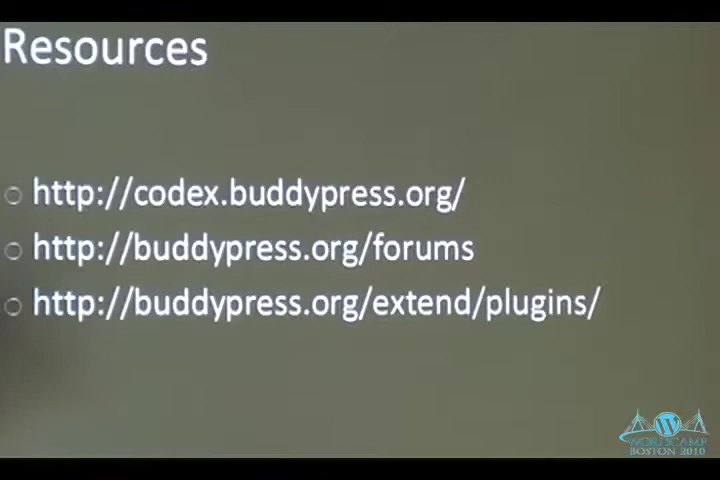 Resources
http://codex.buddypress.org/
http://buddypress.org/forums
http://buddypress.org/extend/plugins/
WORDCAMP
BOSTON 2010